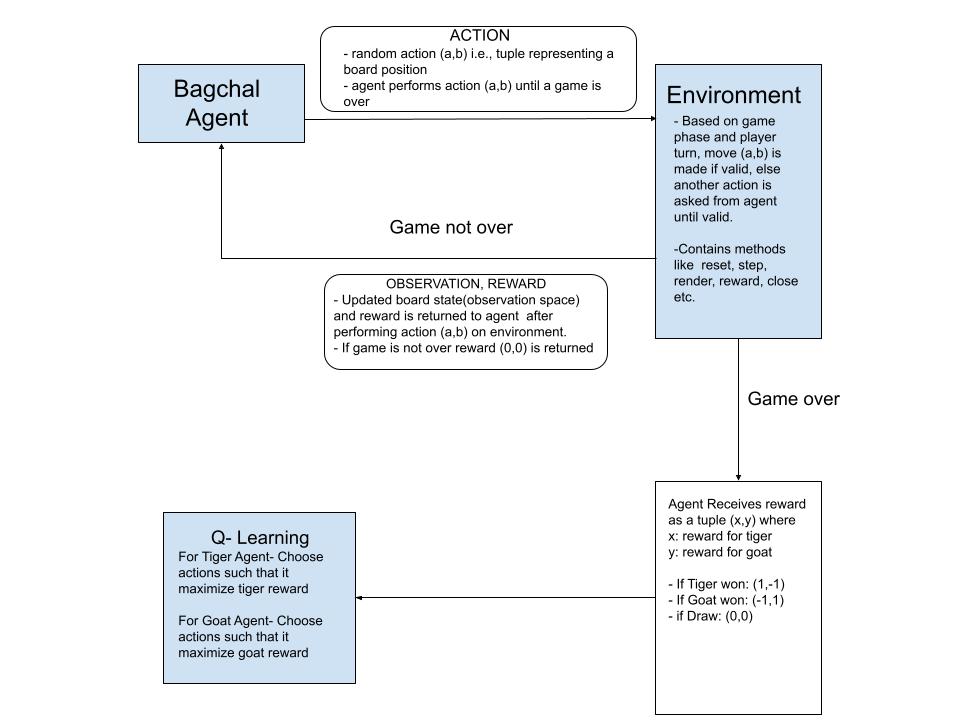 ACTION
- random action (a,b) i.e., tuple representing a
board position
- agent performs action (a,b) until a game is
over
Bagchal
Agent
Environment
- Based on game
phase and player
turn, move (a,b) is
made if valid, else
another action is
asked from agent
until valid.
-Contains methods
like  reset, step,
render, reward, close
etc.
Game not over
OBSERVATION, REWARD
- Updated board state(observation space)
and reward is returned to agent  after
performing action (a,b) on environment.
- If game is not over reward (0,0) is returned
Game over
Agent Receives reward
as a tuple (x,y) where
x: reward for tiger
y: reward for goat
- If Tiger won: (1,-1)
- If Goat won: (-1,1)
- if Draw: (0,0)
Q- Learning
For Tiger Agent- Choose
actions such that it
maximize tiger reward
For Goat Agent- Choose
actions such that it
maximize goat reward